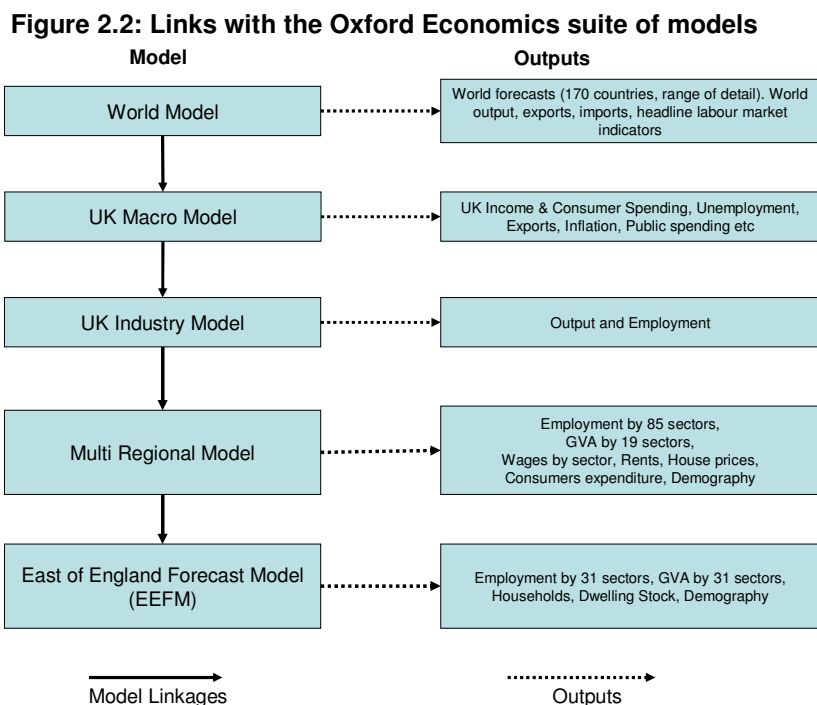 Figure 2.2: Links with the Oxford Economics suite of models
Model
Outputs
World Model
World forecasts (170 countries, range of detail). World
output, exports, imports, headline labour market
indicators
UK Macro Model
UK Income & Consumer Spending, Unemployment,
Exports, Inflation, Public spending etc
UK Industry Model
Output and Employment
Multi Regional Model
Employment by 85 sectors,
GVA by 19 sectors,
Wages by sector, Rents, House prices,
Consumers expenditure, Demography
East of England Forecast Model
(EEFM)
Employment by 31 sectors, GVA by 31 sectors,
Households, Dwelling Stock, Demography
Model Linkages
Outputs